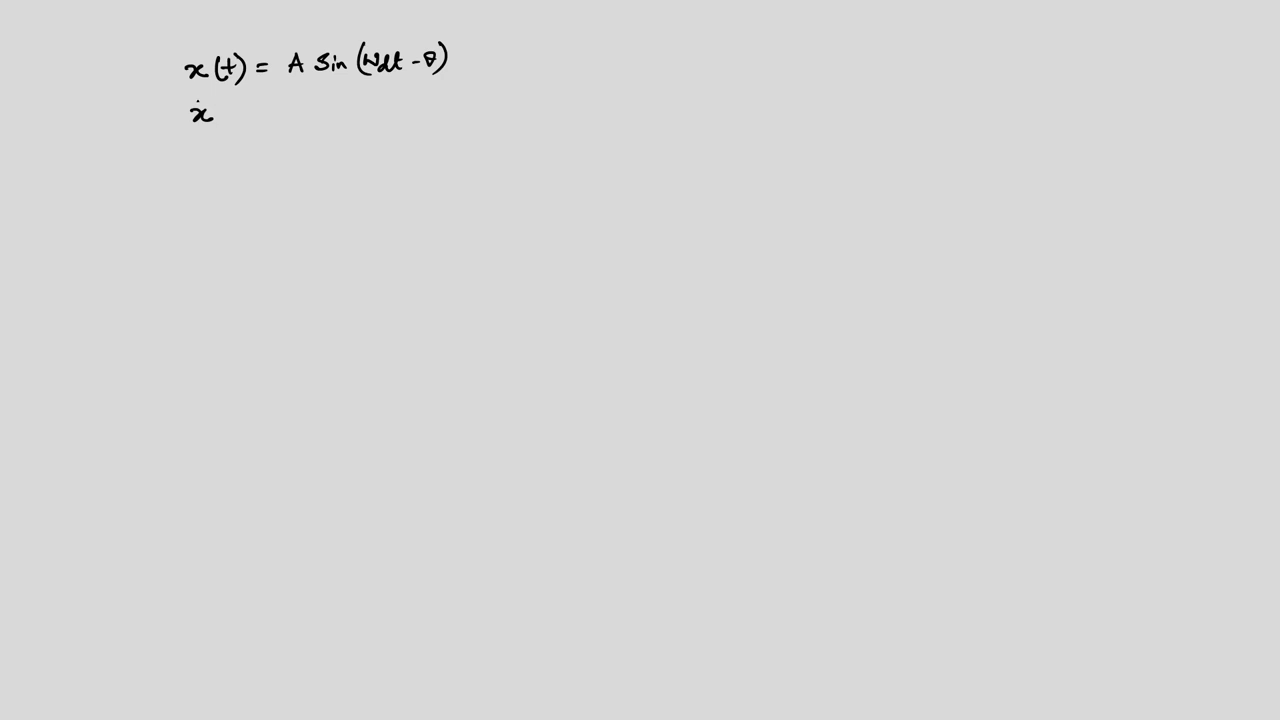 x(t) = A Sin (ωdt - θ)
ẋ